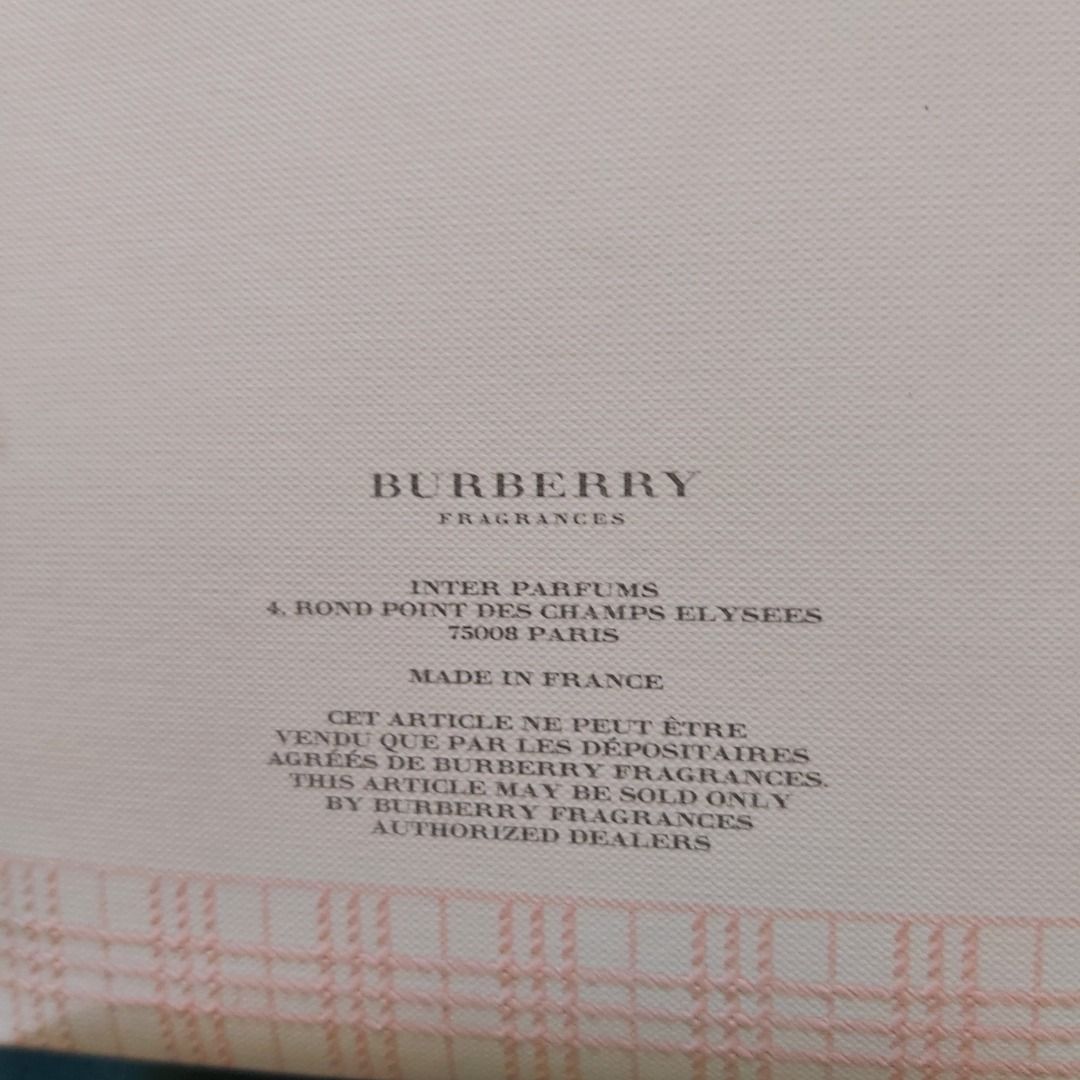 BURBERRY
FRAGRANCES
INTER PARFUMS
4, ROND POINT DES CHAMPS ELYSEES
75008 PARIS
MADE IN FRANCE
CET ARTICLE NE PEUT ÊTRE
VENDU QUE PAR LES DÉPOSITAIRES
AGRÉÉS DE BURBERRY FRAGRANCES.
THIS ARTICLE MAY BE SOLD ONLY
BY BURBERRY FRAGRANCES
AUTHORIZED DEALERS